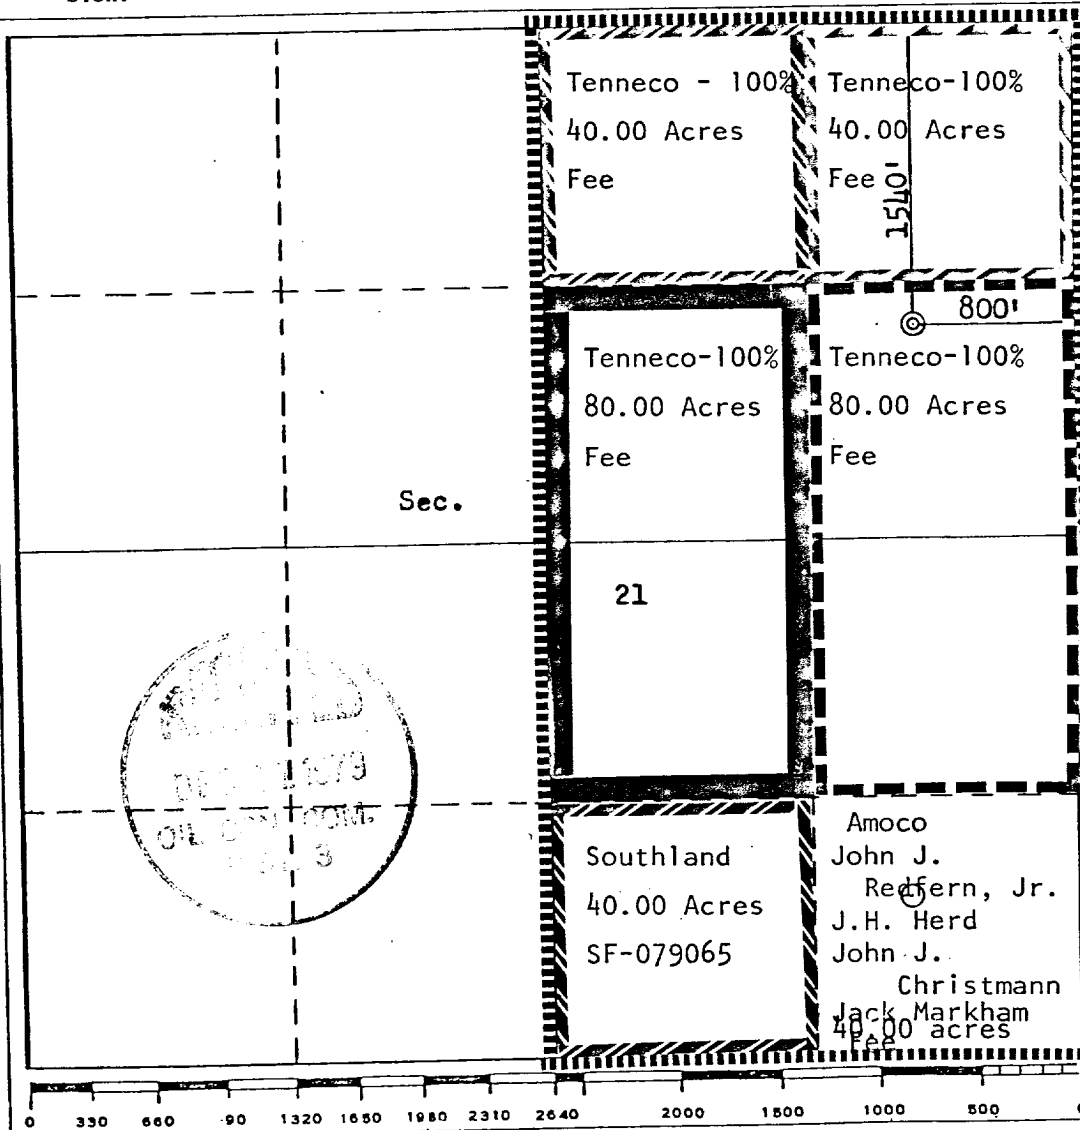 Tenneco - 100%
40.00 Acres
Fee
Tenneco-100%
40.00 Acres
Fee
1540'
800'
Tenneco-100%
80.00 Acres
Fee
Tenneco-100%
80.00 Acres
Fee
Sec.
21
1979
OIL CON. COM.
3
Southland
40.00 Acres
SF-079065
Amoco
John J.
Redfern, Jr.
J.H. Herd
John J.
Christmann
Jack Markham
40.00 acres
Fee
0 330 660 90 1320 1650 1980 2310 2640 2000 1500 1000 500